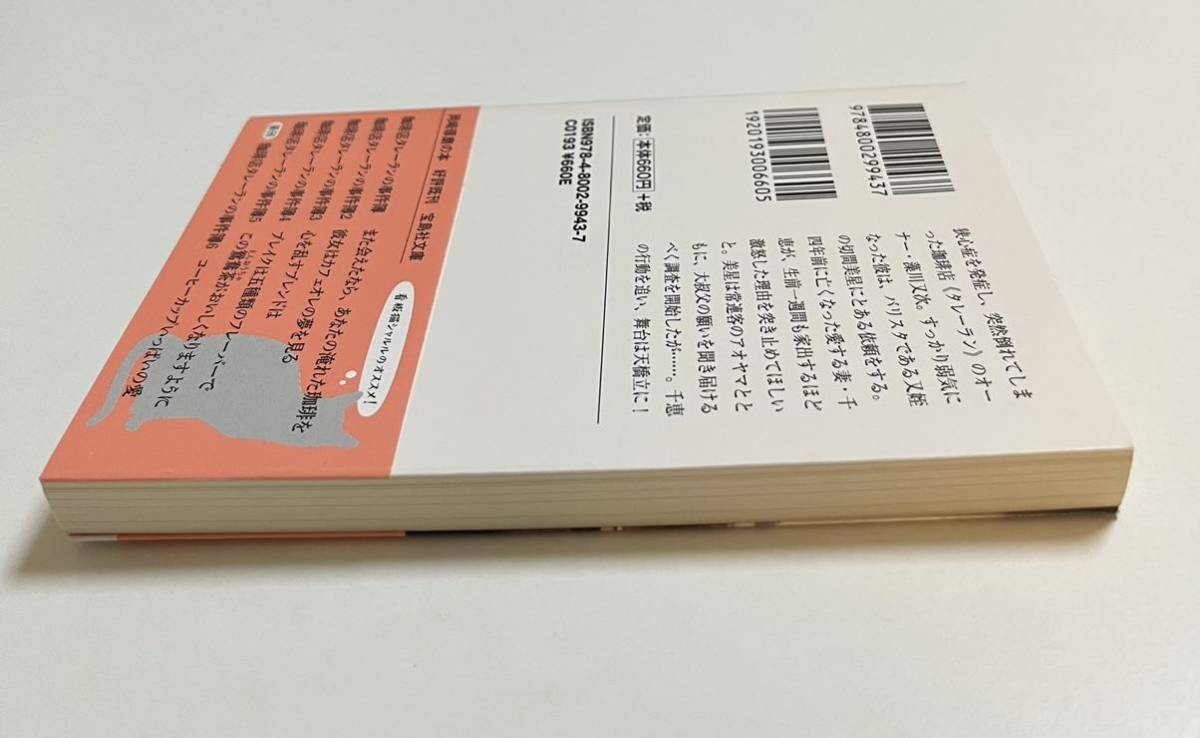 狭心症を発症し、突然倒れてしま
った珈琲店《タレーラン》のオー
ナー・藻川又次。すっかり弱気に
なった彼は、バリスタである又姪
の切間美星にとある依頼をする。
四年前に亡くなった愛する妻・千
恵が、生前一週間も家出するほど
激怒した理由を突き止めてほしい
と。美星は常連客のアオヤマとと
もに、大叔父の願いを聞き届ける
べく調査を開始したが……。千恵
の行動を追い、舞台は天橋立に!
9784800299437
1920193006605
定価:本体660円+税
ISBN978-4-8002-9943-7
C0193 ¥660E
岡崎琢磨の本 好評既刊 宝島社文庫
珈琲店タレーランの事件簿 また会えたなら、あなたの淹れた珈琲を
珈琲店タレーランの事件簿2 彼女はカフェオレの夢を見る
珈琲店タレーランの事件簿3 心を乱すブレンドは
珈琲店タレーランの事件簿4 ブレイクは五種類のフレーバーで
珈琲店タレーランの事件簿5 この鴛鴦茶がおいしくなりますように
新刊 珈琲店タレーランの事件簿6 コーヒーカップいっぱいの愛
看板猫シャルルのオススメ!